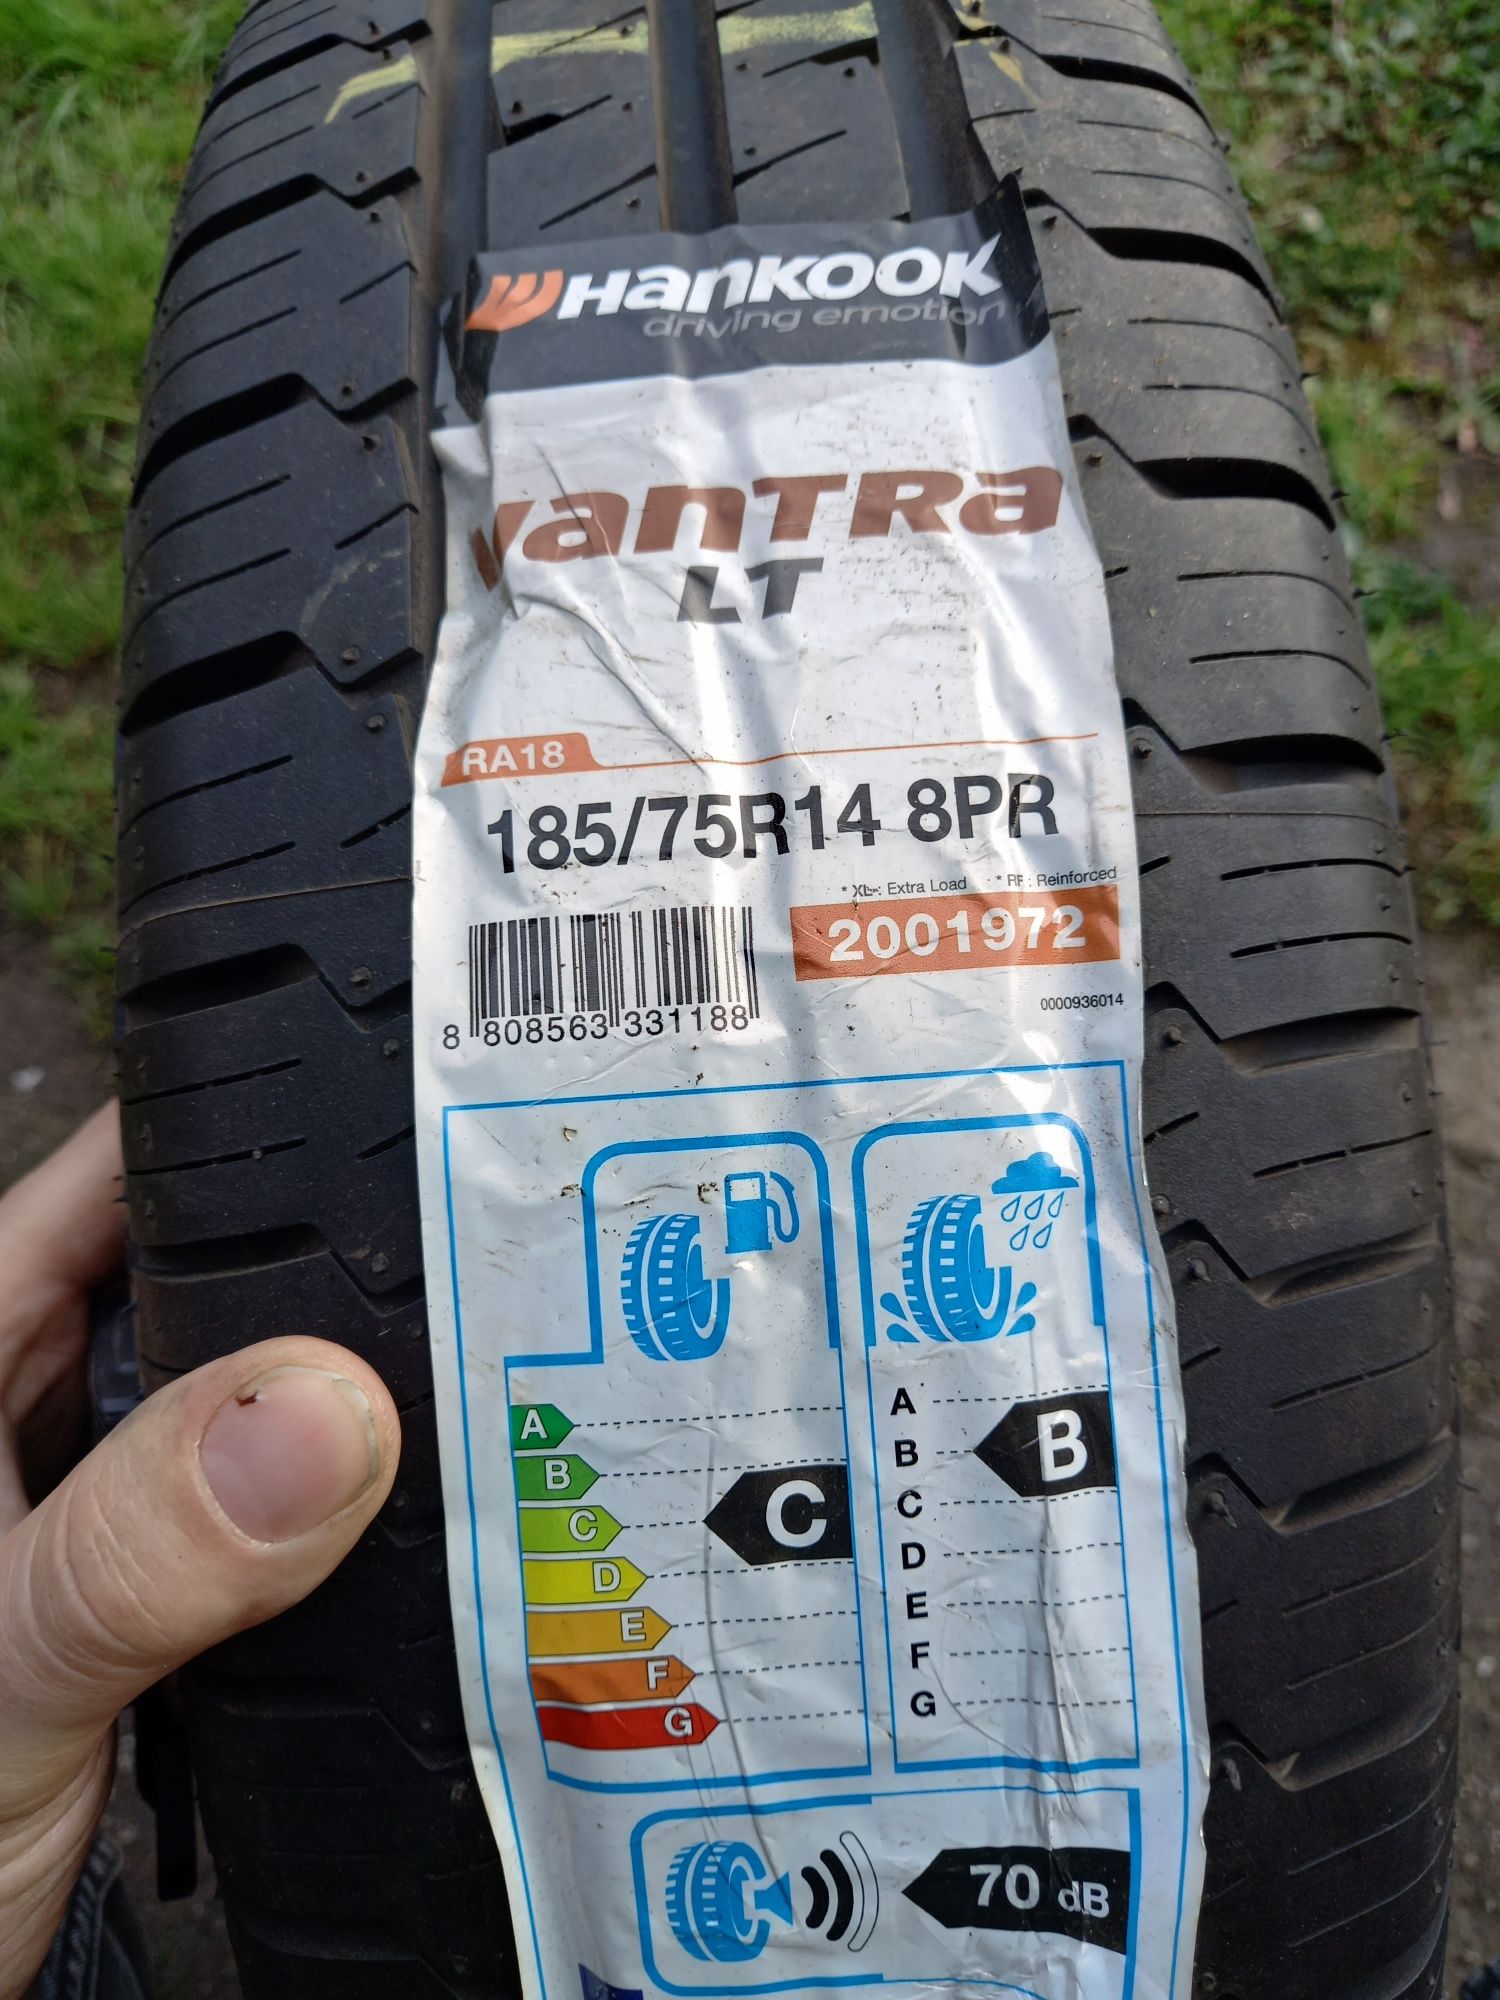 HANKOOK
driving emotion
VANTRA
LT
RA18
185/75R14 8PR
* XL : Extra Load * RF : Reinforced
2001972
8 808563 331188
0000936014
A
B
C
D
E
F
G
C
A
B
C
D
E
F
G
B
70 dB